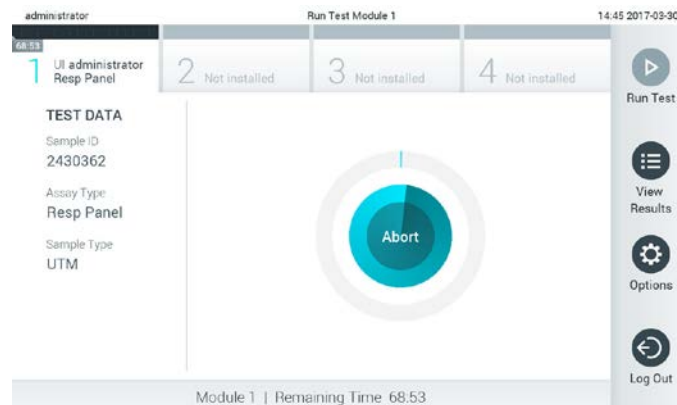 administrator Run Test Module 1 14:45 2017-03-30
68:53
1 UI administrator
Resp Panel
2 Not installed
3 Not installed
4 Not installed
Run Test
TEST DATA
Sample ID
2430362
Assay Type
Resp Panel
Sample Type
UTM
Abort
View
Results
Options
Log Out
Module 1 | Remaining Time 68:53